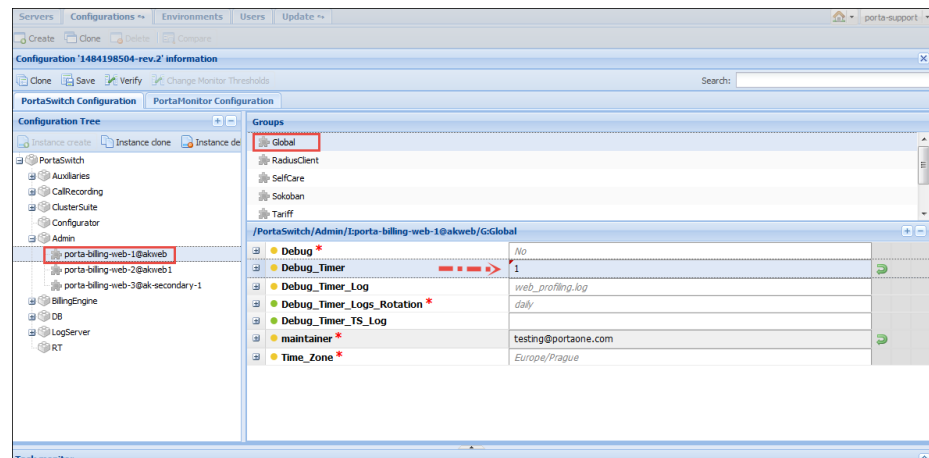 Servers Configurations Environments Users Update porta-support
Create Clone Delete Compare
Configuration '1484198504-rev.2' information
Clone Save Verify Change Monitor Thresholds Search:
PortaSwitch Configuration PortaMonitor Configuration
Configuration Tree
Instance create Instance clone Instance de
PortaSwitch
Auxiliaries
CallRecording
ClusterSuite
Configurator
Admin
porta-billing-web-1@akweb
porta-billing-web-2@akweb1
porta-billing-web-3@ak-secondary-1
BillingEngine
DB
LogServer
RT
Groups
Global
RadiusClient
SelfCare
Sokoban
Tariff
/PortaSwitch/Admin/I:porta-billing-web-1@akweb/G:Global
Debug * No
Debug_Timer 1
Debug_Timer_Log web_profiling.log
Debug_Timer_Logs_Rotation * daily
Debug_Timer_TS_Log
maintainer * testing@portaone.com
Time_Zone * Europe/Prague